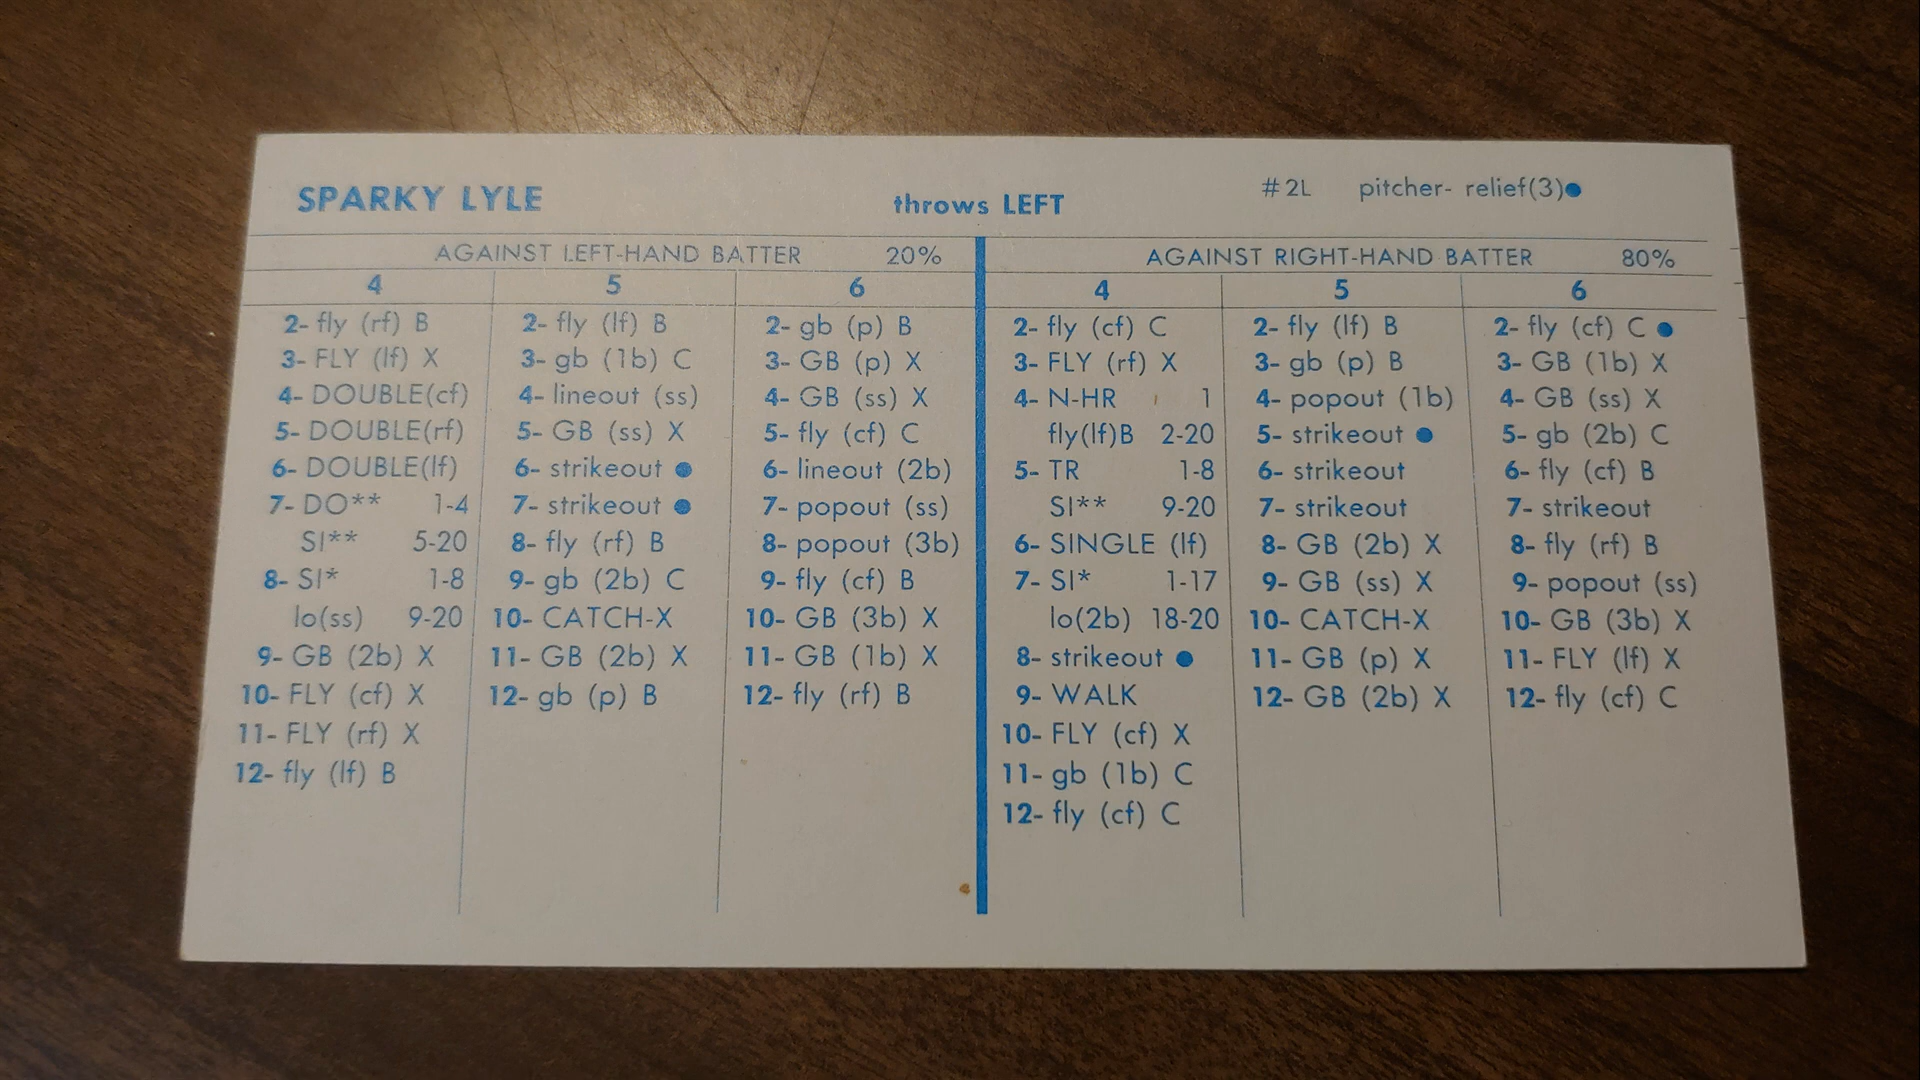 SPARKY LYLE throws LEFT #2L pitcher- relief(3)●
AGAINST LEFT-HAND BATTER 20%
4
2- fly (rf) B
3- FLY (lf) X
4- DOUBLE(cf)
5- DOUBLE(rf)
6- DOUBLE(lf)
7- DO** 1-4
SI** 5-20
8- SI* 1-8
lo(ss) 9-20
9- GB (2b) X
10- FLY (cf) X
11- FLY (rf) X
12- fly (lf) B
5
2- fly (lf) B
3- gb (1b) C
4- lineout (ss)
5- GB (ss) X
6- strikeout ●
7- strikeout ●
8- fly (rf) B
9- gb (2b) C
10- CATCH-X
11- GB (2b) X
12- gb (p) B
6
2- gb (p) B
3- GB (p) X
4- GB (ss) X
5- fly (cf) C
6- lineout (2b)
7- popout (ss)
8- popout (3b)
9- fly (cf) B
10- GB (3b) X
11- GB (1b) X
12- fly (rf) B
AGAINST RIGHT-HAND BATTER 80%
4
2- fly (cf) C
3- FLY (rf) X
4- N-HR 1
fly(lf)B 2-20
5- TR 1-8
SI** 9-20
6- SINGLE (lf)
7- SI* 1-17
lo(2b) 18-20
8- strikeout ●
9- WALK
10- FLY (cf) X
11- gb (1b) C
12- fly (cf) C
5
2- fly (lf) B
3- gb (p) B
4- popout (1b)
5- strikeout ●
6- strikeout
7- strikeout
8- GB (2b) X
9- GB (ss) X
10- CATCH-X
11- GB (p) X
12- GB (2b) X
6
2- fly (cf) C ●
3- GB (1b) X
4- GB (ss) X
5- gb (2b) C
6- fly (cf) B
7- strikeout
8- fly (rf) B
9- popout (ss)
10- GB (3b) X
11- FLY (lf) X
12- fly (cf) C